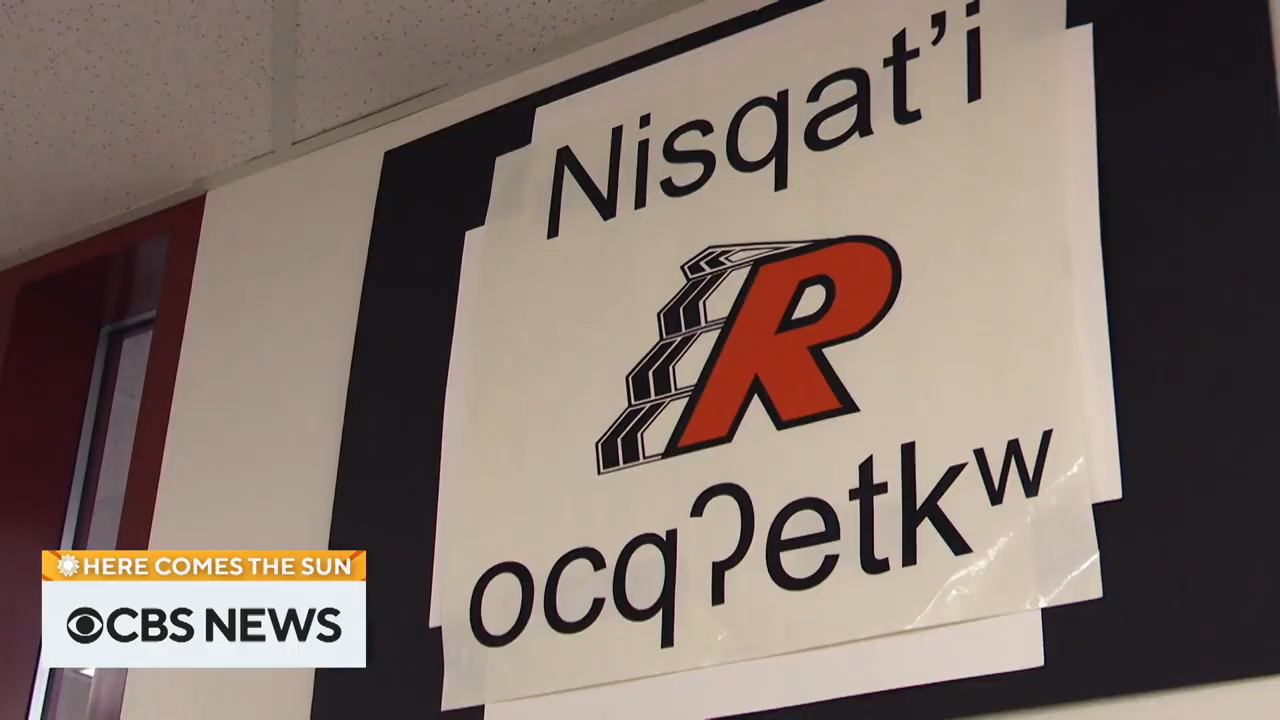 Nisqat’i
R
ocqʔetkʷ
HERE COMES THE SUN
CBS NEWS